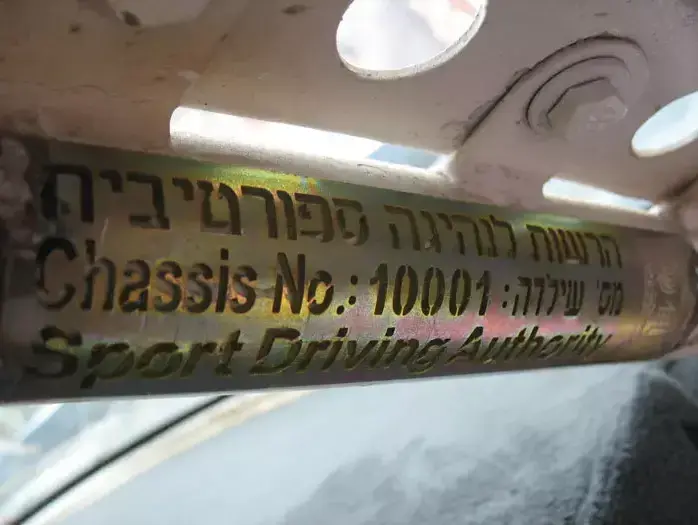 הרשות לנהיגה ספורטיבית
Chassis No.: 10001 :מס' שילדה
Sport Driving Authority